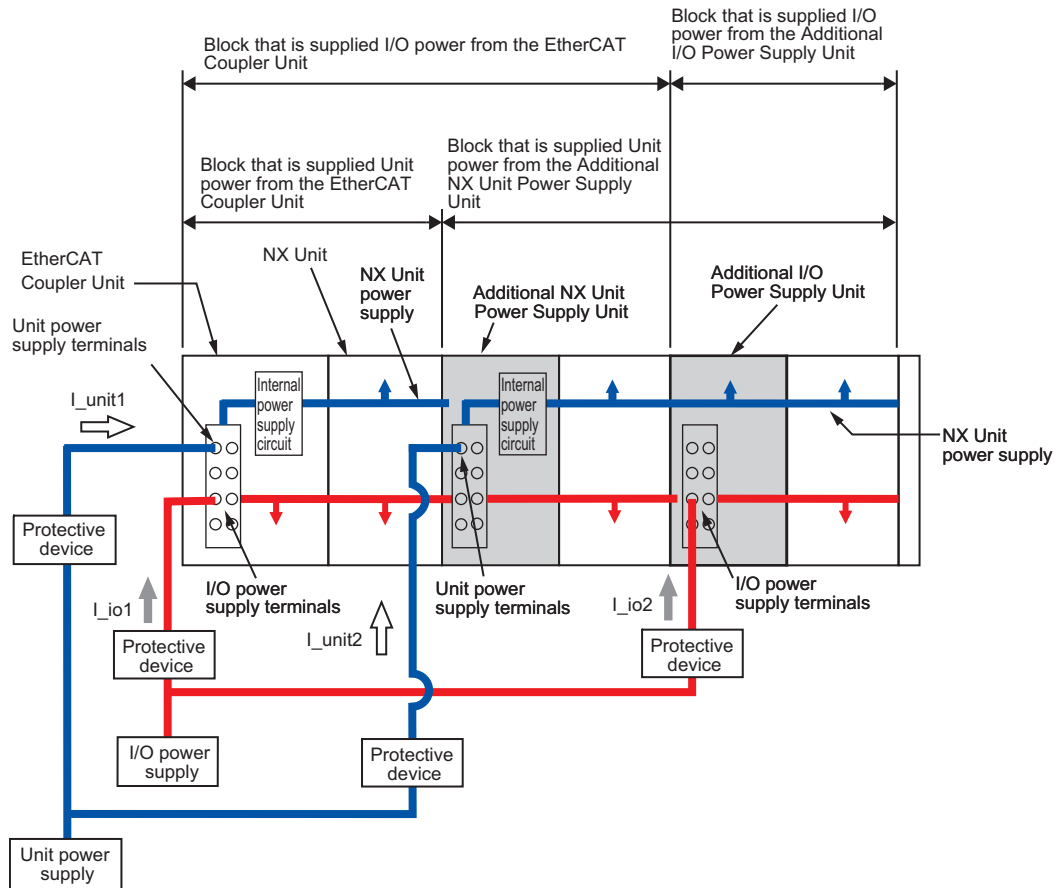 Block that is supplied I/O power from the EtherCAT
Coupler Unit
Block that is supplied I/O
power from the Additional
I/O Power Supply Unit
Block that is supplied Unit
power from the EtherCAT
Coupler Unit
Block that is supplied Unit
power from the Additional
NX Unit Power Supply
Unit
EtherCAT
Coupler Unit
NX Unit
NX Unit
power
supply
Additional NX Unit
Power Supply Unit
Additional I/O
Power Supply Unit
Unit power
supply terminals
I_unit1
Internal
power
supply
circuit
Internal
power
supply
circuit
NX Unit
power supply
Protective
device
I/O power
supply terminals
Unit power
supply terminals
I/O power
supply terminals
I_io1
I_unit2
I_io2
Protective
device
Protective
device
I/O power
supply
Protective
device
Unit power
supply